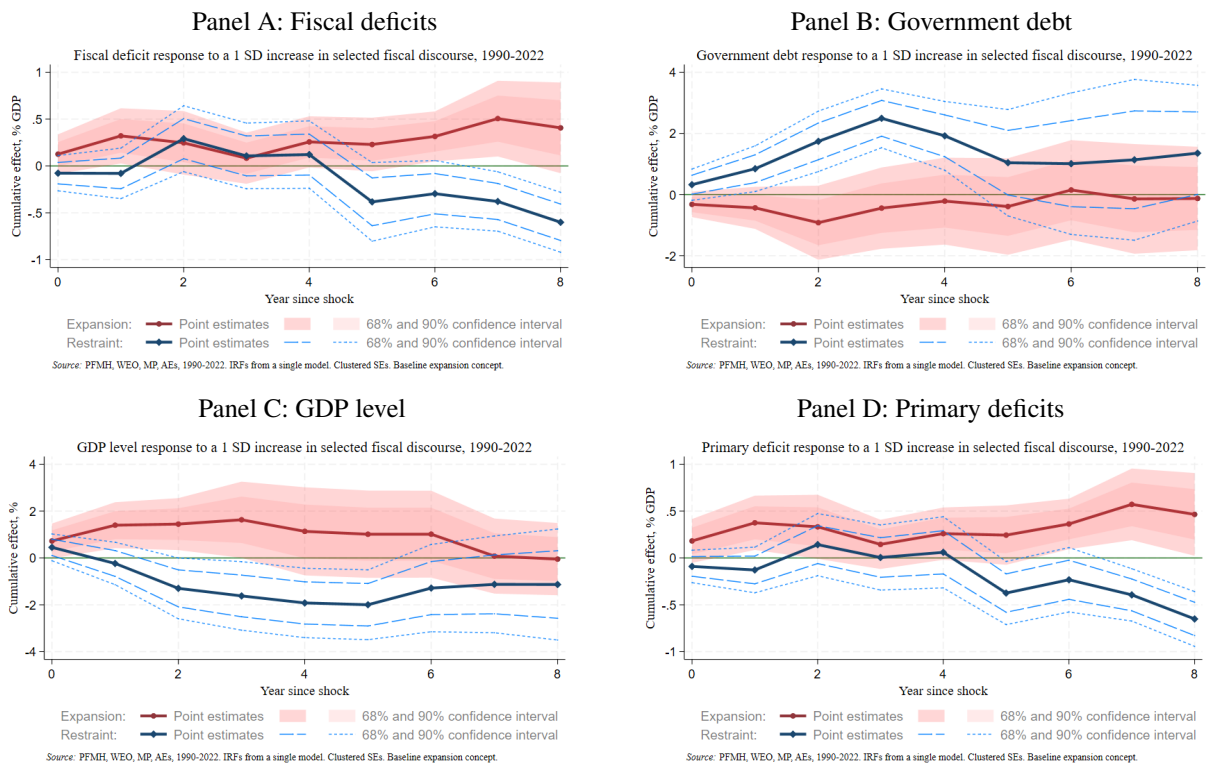 Panel A: Fiscal deficits
Fiscal deficit response to a 1 SD increase in selected fiscal discourse, 1990-2022
Cumulative effect, % GDP
1
.5
0
-.5
-1
0 2 4 6 8
Year since shock
Expansion: Point estimates 68% and 90% confidence interval
Restraint: Point estimates 68% and 90% confidence interval
Source: PFMH, WEO, MP, AEs, 1990-2022. IRFs from a single model. Clustered SEs. Baseline expansion concept.
Panel B: Government debt
Government debt response to a 1 SD increase in selected fiscal discourse, 1990-2022
Cumulative effect, % GDP
4
2
0
-2
0 2 4 6 8
Year since shock
Expansion: Point estimates 68% and 90% confidence interval
Restraint: Point estimates 68% and 90% confidence interval
Source: PFMH, WEO, MP, AEs, 1990-2022. IRFs from a single model. Clustered SEs. Baseline expansion concept.
Panel C: GDP level
GDP level response to a 1 SD increase in selected fiscal discourse, 1990-2022
Cumulative effect, %
4
2
0
-2
-4
0 2 4 6 8
Year since shock
Expansion: Point estimates 68% and 90% confidence interval
Restraint: Point estimates 68% and 90% confidence interval
Source: PFMH, WEO, MP, AEs, 1990-2022. IRFs from a single model. Clustered SEs. Baseline expansion concept.
Panel D: Primary deficits
Primary deficit response to a 1 SD increase in selected fiscal discourse, 1990-2022
Cumulative effect, % GDP
1
.5
0
-.5
-1
0 2 4 6 8
Year since shock
Expansion: Point estimates 68% and 90% confidence interval
Restraint: Point estimates 68% and 90% confidence interval
Source: PFMH, WEO, MP, AEs, 1990-2022. IRFs from a single model. Clustered SEs. Baseline expansion concept.